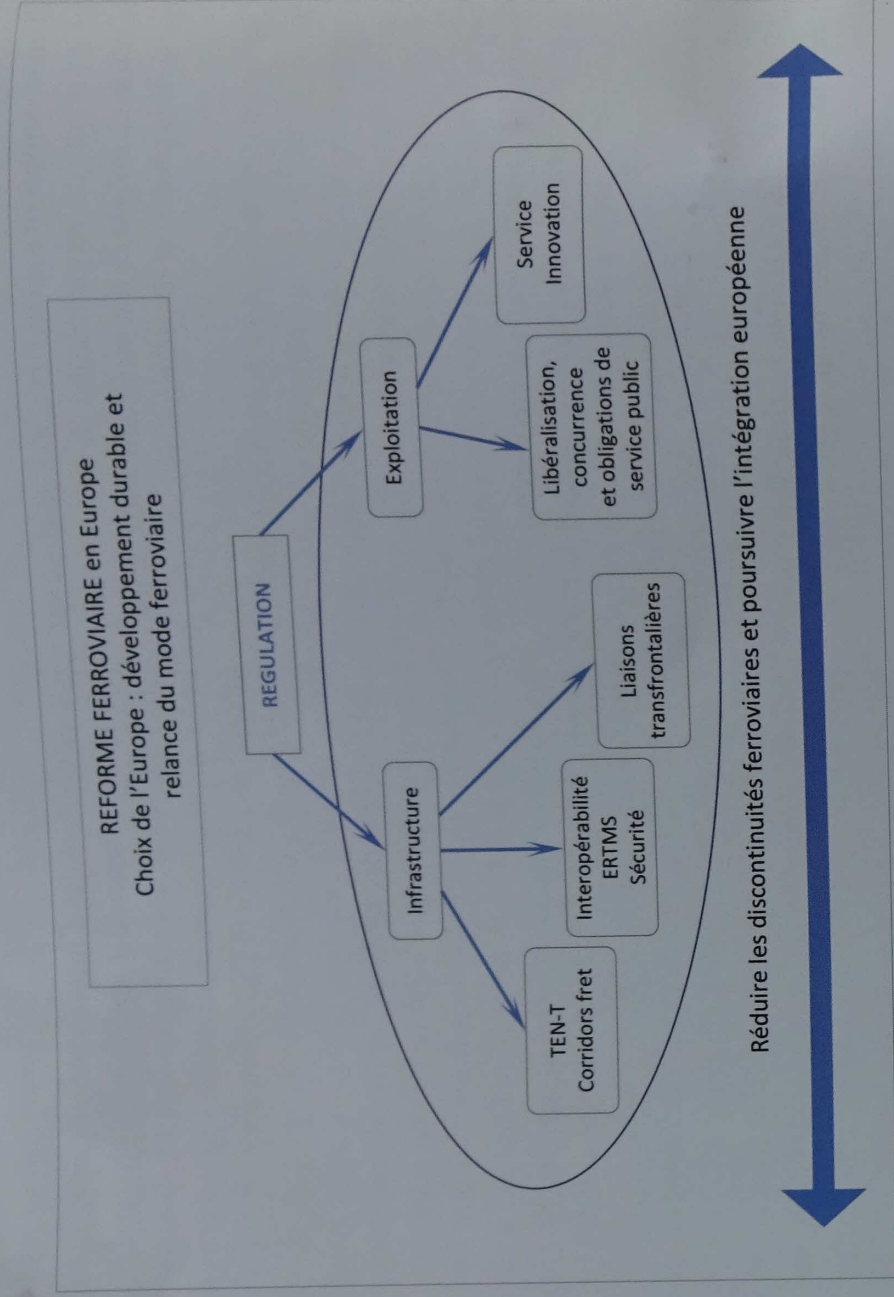 REFORME FERROVIAIRE en Europe
Choix de l'Europe : développement durable et
relance du mode ferroviaire
REGULATION
Infrastructure
Exploitation
TEN-T
Corridors fret
Interopérabilité
ERTMS
Sécurité
Liaisons
transfrontalières
Libéralisation,
concurrence
et obligations de
service public
Service
Innovation
Réduire les discontinuités ferroviaires et poursuivre l'intégration européenne